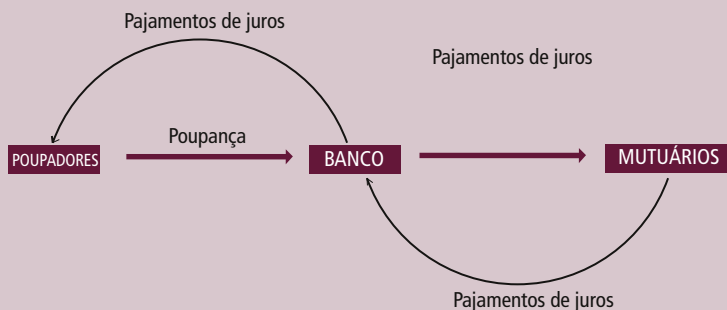 Pajamentos de juros
Pajamentos de juros
Poupança
POUPADORES
BANCO
MUTUÁRIOS
Pajamentos de juros